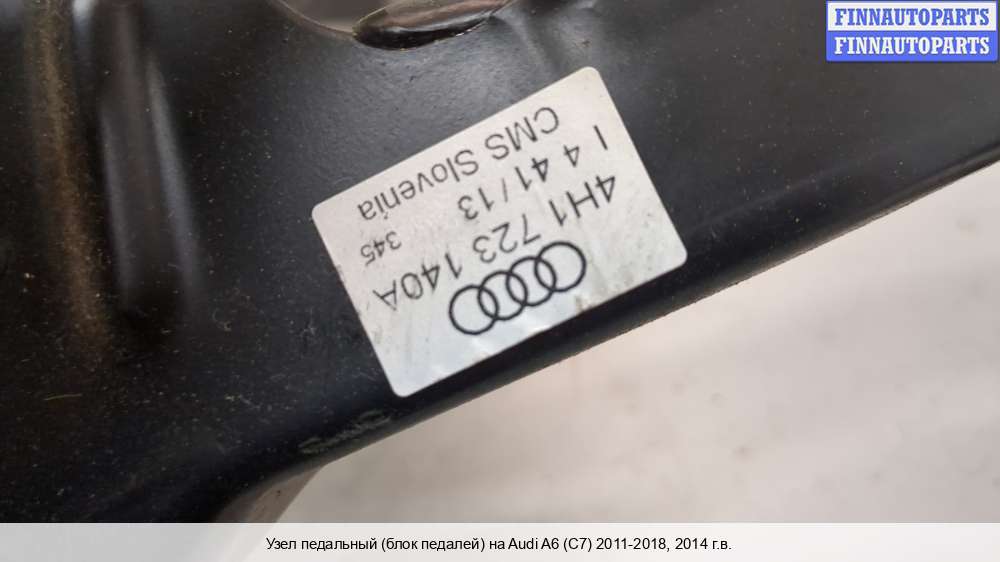 FINNAUTOPARTS
FINNAUTOPARTS
4H1 723 140A
I 4 41/13 345
CMS Slovenia
Узел педальный (блок педалей) на Audi A6 (C7) 2011-2018, 2014 г.в.